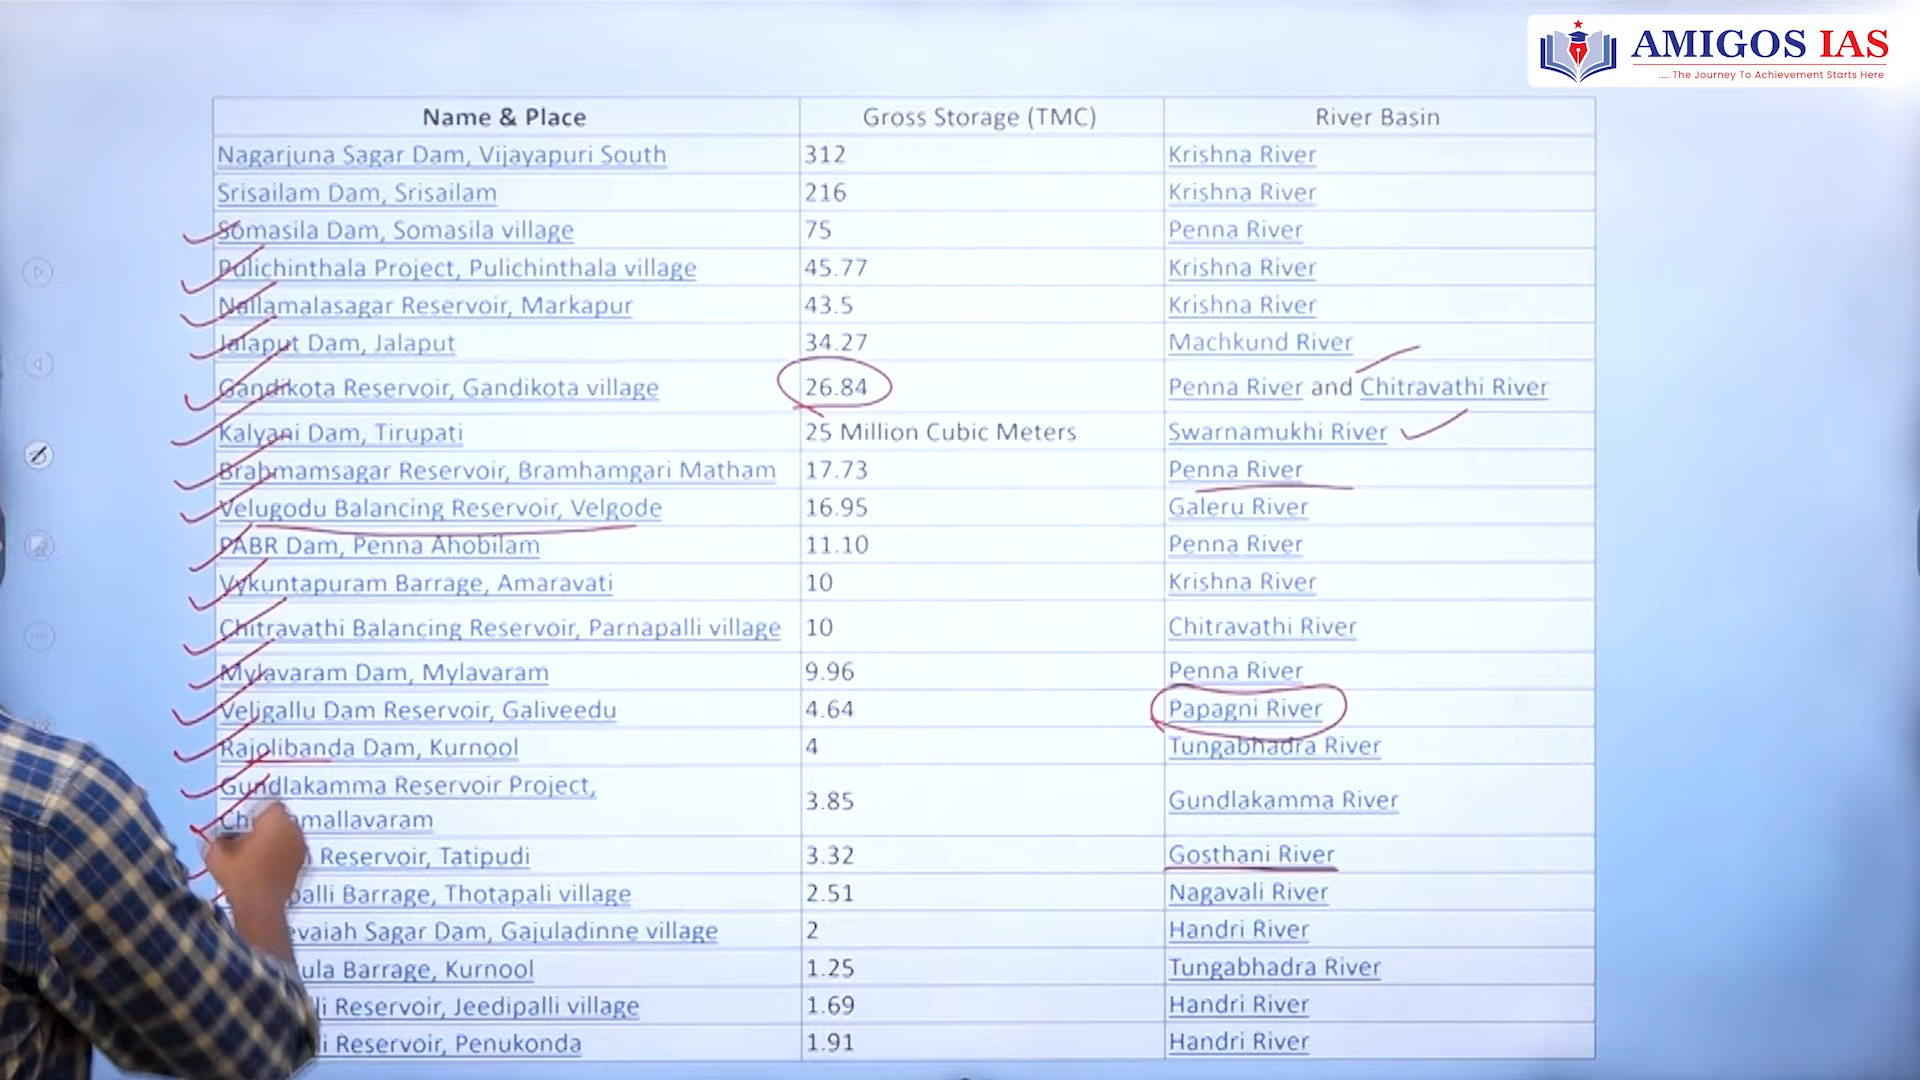 AMIGOS IAS
.... The Journey To Achievement Starts Here
Name & Place Gross Storage (TMC) River Basin
Nagarjuna Sagar Dam, Vijayapuri South 312 Krishna River
Srisailam Dam, Srisailam 216 Krishna River
Somasila Dam, Somasila village 75 Penna River
Pulichinthala Project, Pulichinthala village 45.77 Krishna River
Nallamalasagar Reservoir, Markapur 43.5 Krishna River
Jalaput Dam, Jalaput 34.27 Machkund River
Gandikota Reservoir, Gandikota village 26.84 Penna River and Chitravathi River
Kalyani Dam, Tirupati 25 Million Cubic Meters Swarnamukhi River
Brahmamsagar Reservoir, Bramhamgari Matham 17.73 Penna River
Velugodu Balancing Reservoir, Velgode 16.95 Galeru River
PABR Dam, Penna Ahobilam 11.10 Penna River
Vykuntapuram Barrage, Amaravati 10 Krishna River
Chitravathi Balancing Reservoir, Parnapalli village 10 Chitravathi River
Mylavaram Dam, Mylavaram 9.96 Penna River
Veligallu Dam Reservoir, Galiveedu 4.64 Papagni River
Rajolibanda Dam, Kurnool 4 Tungabhadra River
Gundlakamma Reservoir Project,
3.85 Gundlakamma River
Reservoir, Tatipudi 3.32 Gosthani River
Barrage, Thotapali village 2.51 Nagavali River
Sagar Dam, Gajuladinne village 2 Handri River
Barrage, Kurnool 1.25 Tungabhadra River
Reservoir, Jeedipalli village 1.69 Handri River
Reservoir, Penukonda 1.91 Handri River